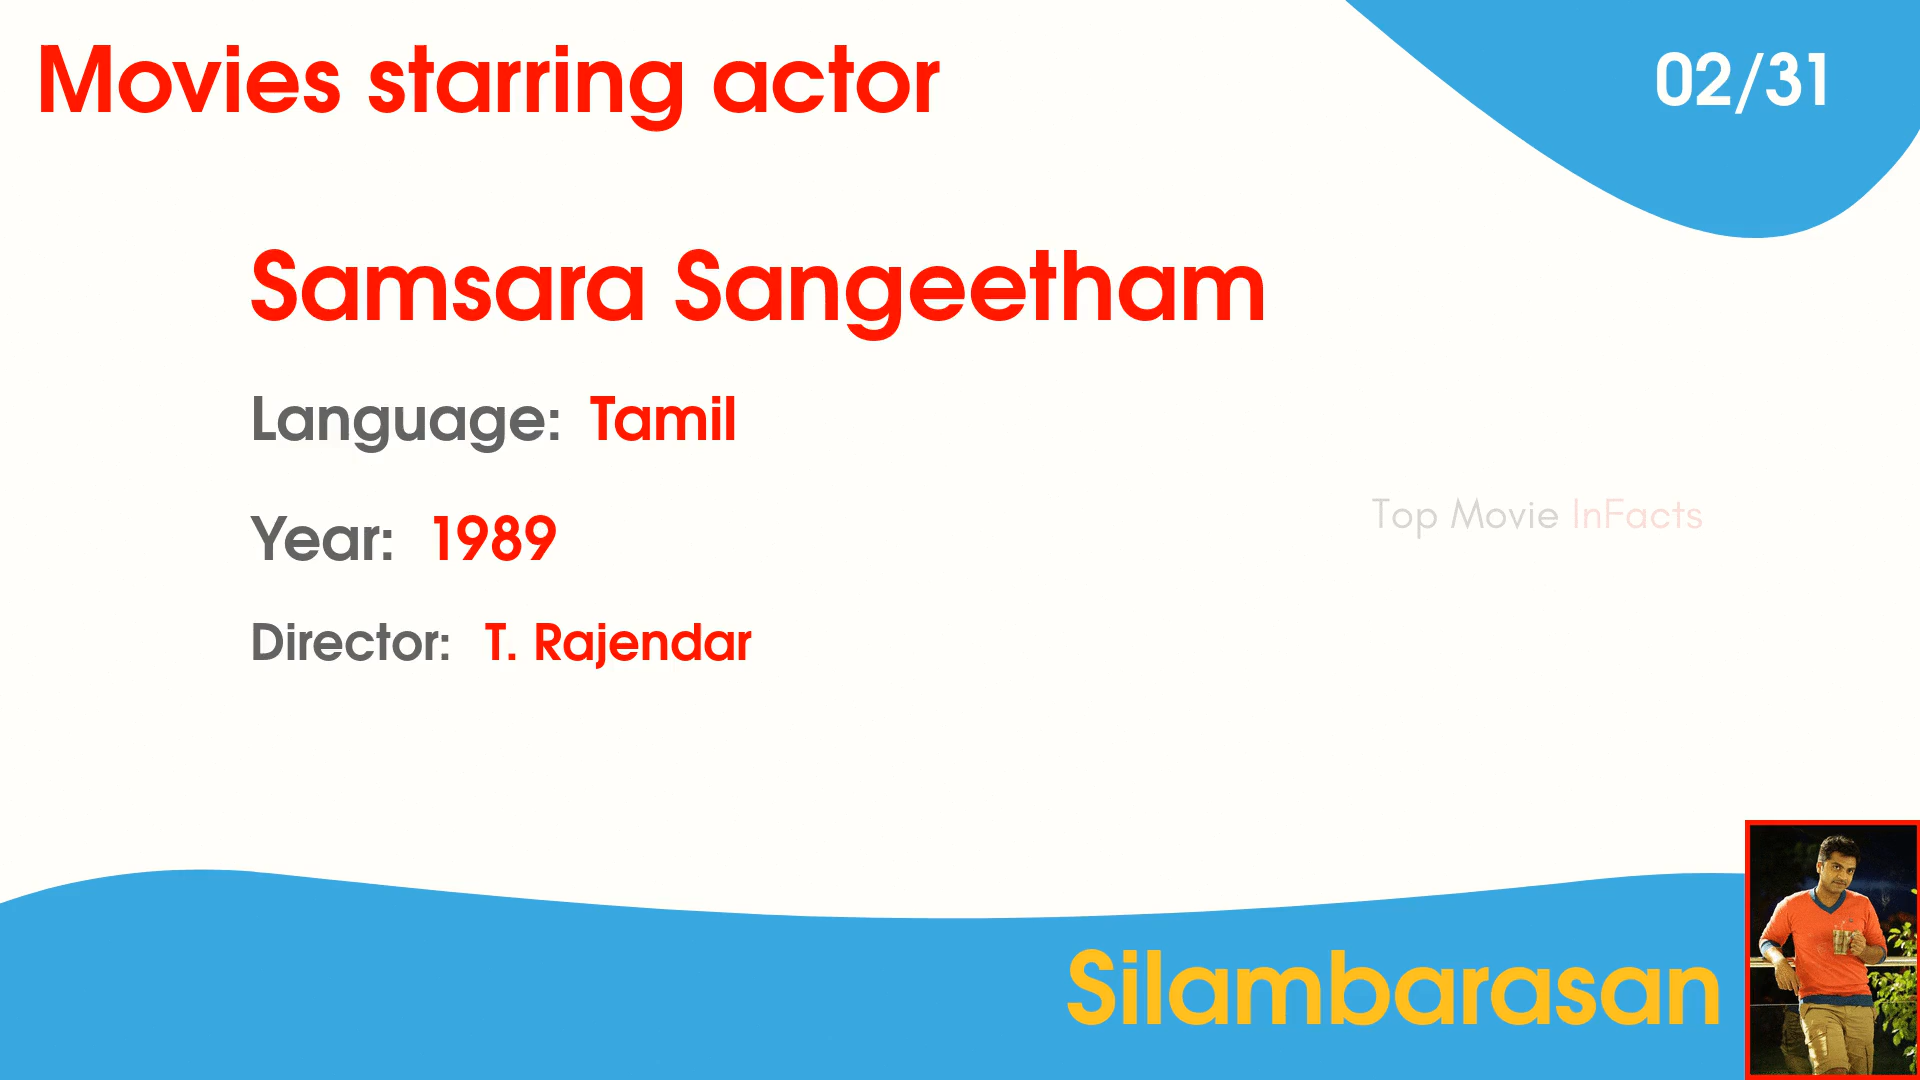 Movies starring actor
02/31
Samsara Sangeetham
Language: Tamil
Year: 1989
Top Movie InFacts
Director: T. Rajendar
Silambarasan